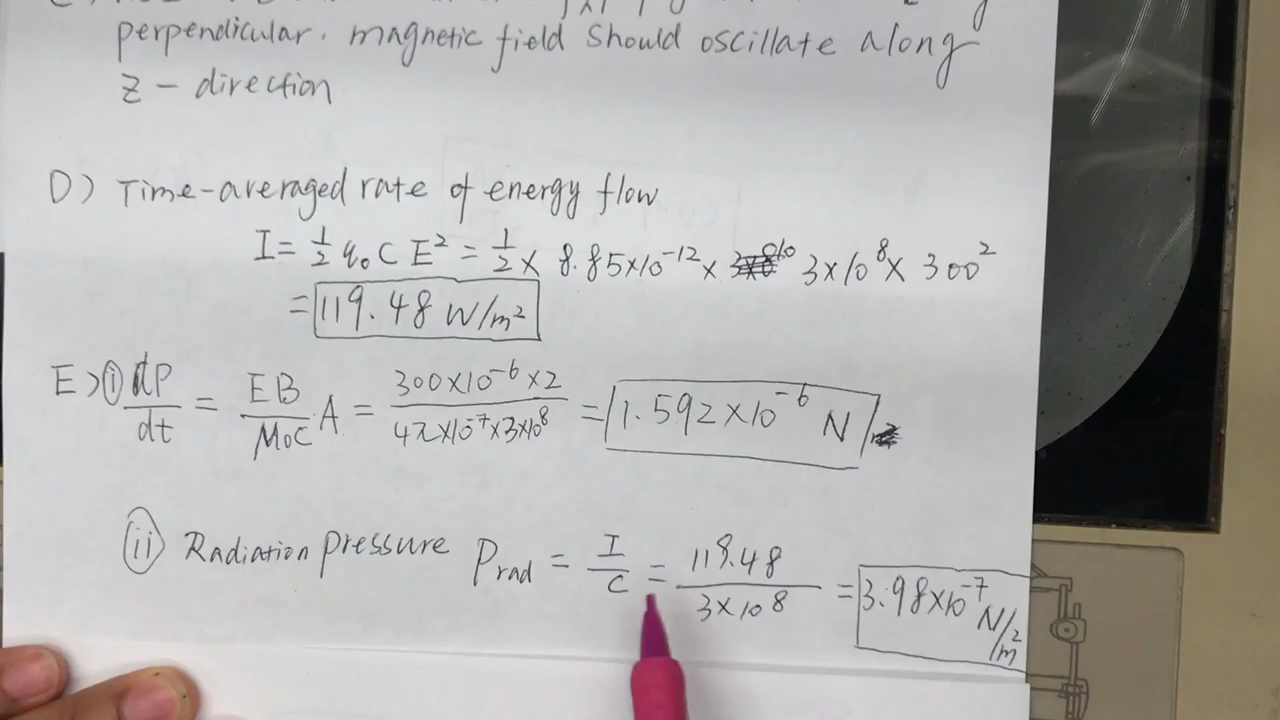 perpendicular. magnetic field should oscillate along
z - direction
D) Time-averaged rate of energy flow
I = 1/2 ε₀ C E² = 1/2 × 8.85×10⁻¹² × 3×10⁸ × 300²
= 119.48 W/m²
E) (i) dP/dt = EB/μ₀C · A = 300×10⁻⁶×2 / 4π×10⁻⁷×3×10⁸ = 1.592×10⁻⁶ N
(ii) Radiation pressure Prad = I/C = 119.48 / 3×10⁸ = 3.98×10⁻⁷ N/m²